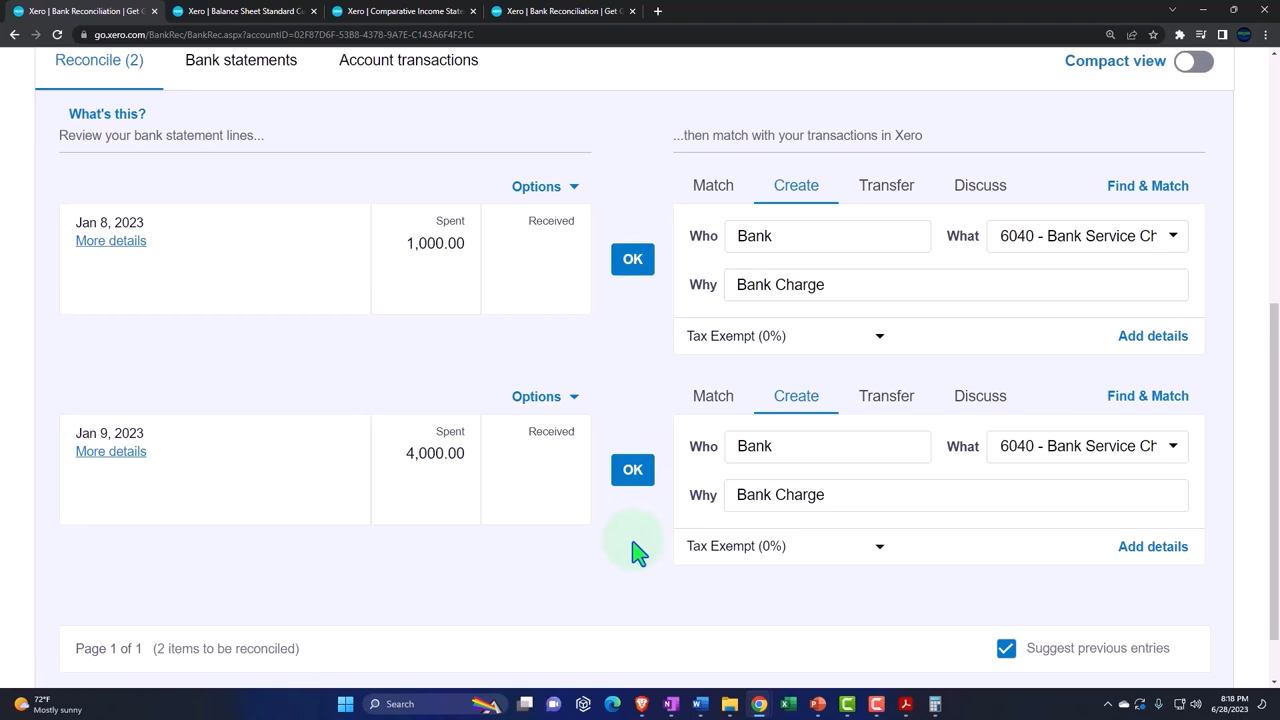 Xero | Bank Reconciliation | Get C
Xero | Balance Sheet Standard Cu
Xero | Comparative Income State
Xero | Bank Reconciliation | Get C
go.xero.com/BankRec/BankRec.aspx?accountID=02F87D6F-53B8-4378-9A7E-C143A6F4F21C
Reconcile (2) Bank statements Account transactions Compact view
What's this?
Review your bank statement lines... ...then match with your transactions in Xero
Options Match Create Transfer Discuss Find & Match
Jan 8, 2023 Spent Received
More details 1,000.00
OK
Who Bank What 6040 - Bank Service Ch
Why Bank Charge
Tax Exempt (0%) Add details
Options Match Create Transfer Discuss Find & Match
Jan 9, 2023 Spent Received
More details 4,000.00
OK
Who Bank What 6040 - Bank Service Ch
Why Bank Charge
Tax Exempt (0%) Add details
Page 1 of 1 (2 items to be reconciled) Suggest previous entries
72°F
Mostly sunny
Search
8:18 PM
6/28/2023